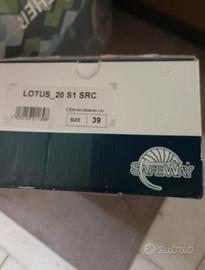 LOTUS_20 S1 SRC
SIZE
39
SAFEWAY
subito